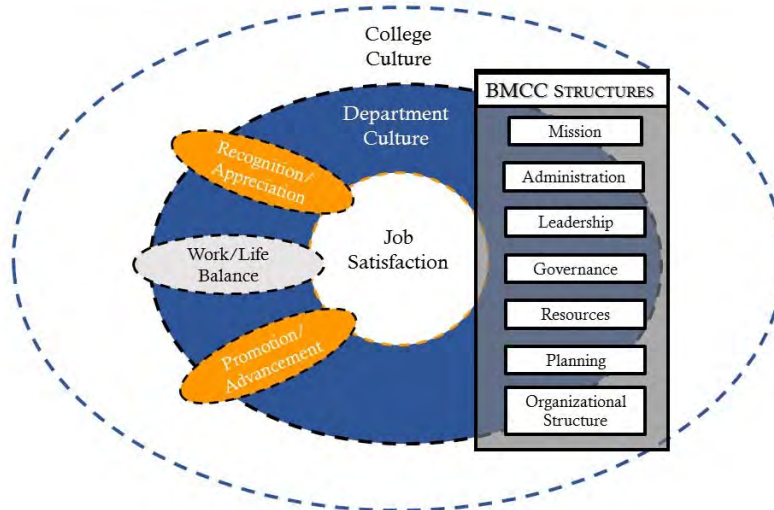 College
Culture
BMCC STRUCTURES
Department
Culture
Mission
Recognition/
Appreciation
Administration
Leadership
Work/Life
Balance
Job
Satisfaction
Governance
Resources
Promotion/
Advancement
Planning
Organizational
Structure